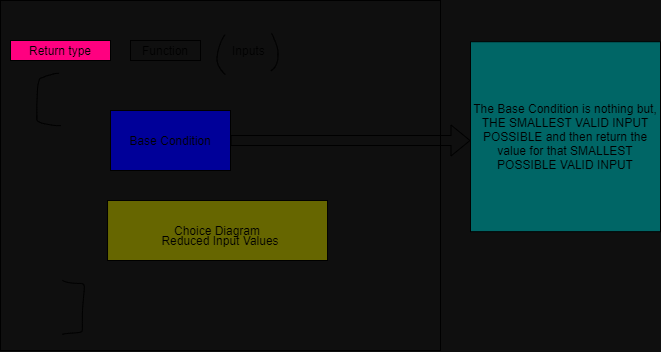 Return type Function Inputs
Base Condition
The Base Condition is nothing but,
THE SMALLEST VALID INPUT
POSSIBLE and then return the
value for that SMALLEST
POSSIBLE VALID INPUT
Choice Diagram
Reduced Input Values